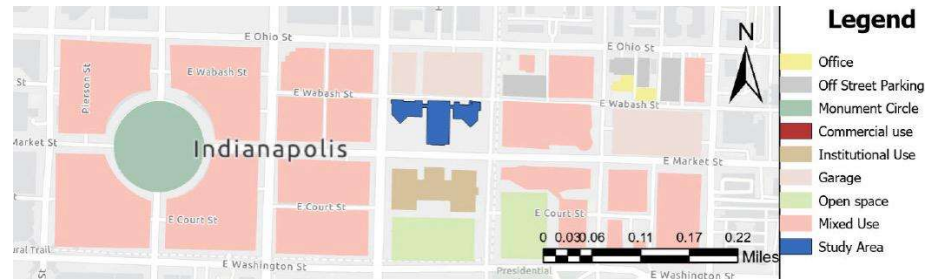 E Ohio St
E Ohio St
Pierson St
E Wabash St
E Wabash St
E Wabash St
Market St
Indianapolis
E Market St
E Court St
E Court St
E Court St
ural Trail
E Washington St
E Washington St
Presidential
N
0 0.03 0.06 0.11 0.17 0.22
Miles
Legend
Office
Off Street Parking
Monument Circle
Commercial use
Institutional Use
Garage
Open space
Mixed Use
Study Area
St
St